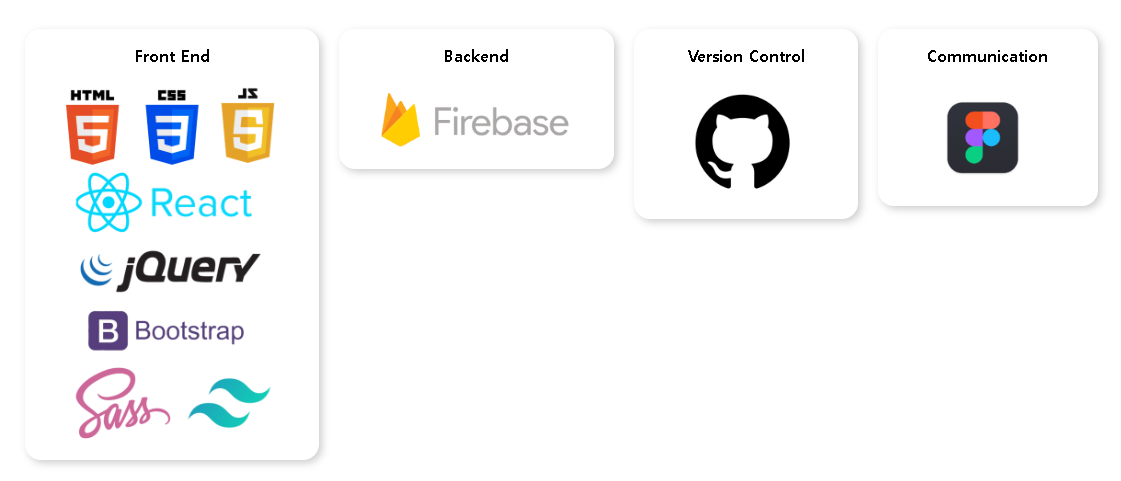 Front End
HTML CSS JS
5 3 5
React
jQuery
B Bootstrap
Sass
Backend
Firebase
Version Control
Communication